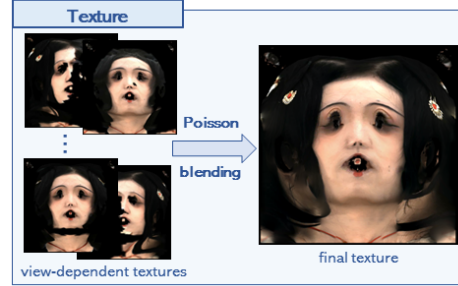 Texture
Poisson
blending
view-dependent textures
final texture